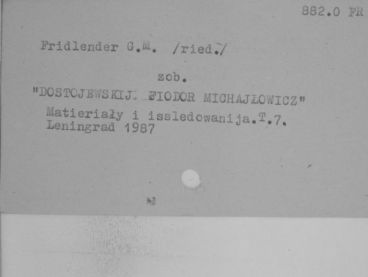 882.0 FR
Fridlender G.M. /ried./
zob.
"DOSTOJEWSKIJ. FIODOR MICHAJŁOWICZ"
Matieriały i issledowanija.T.7.
Leningrad 1987